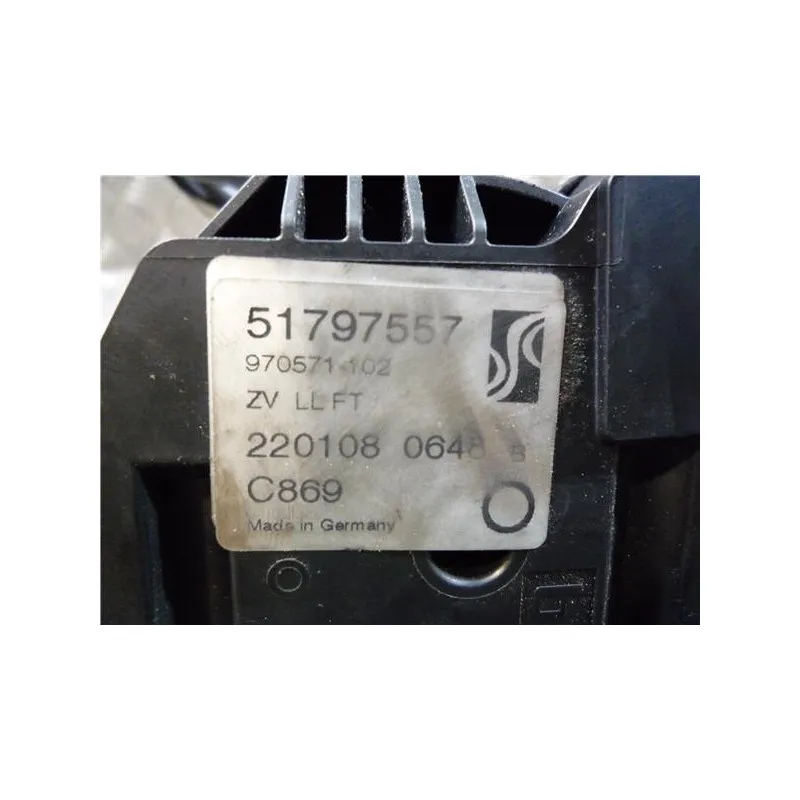 51797557
970571-102
ZV LL FT
220108 0648 B
C869
Made in Germany